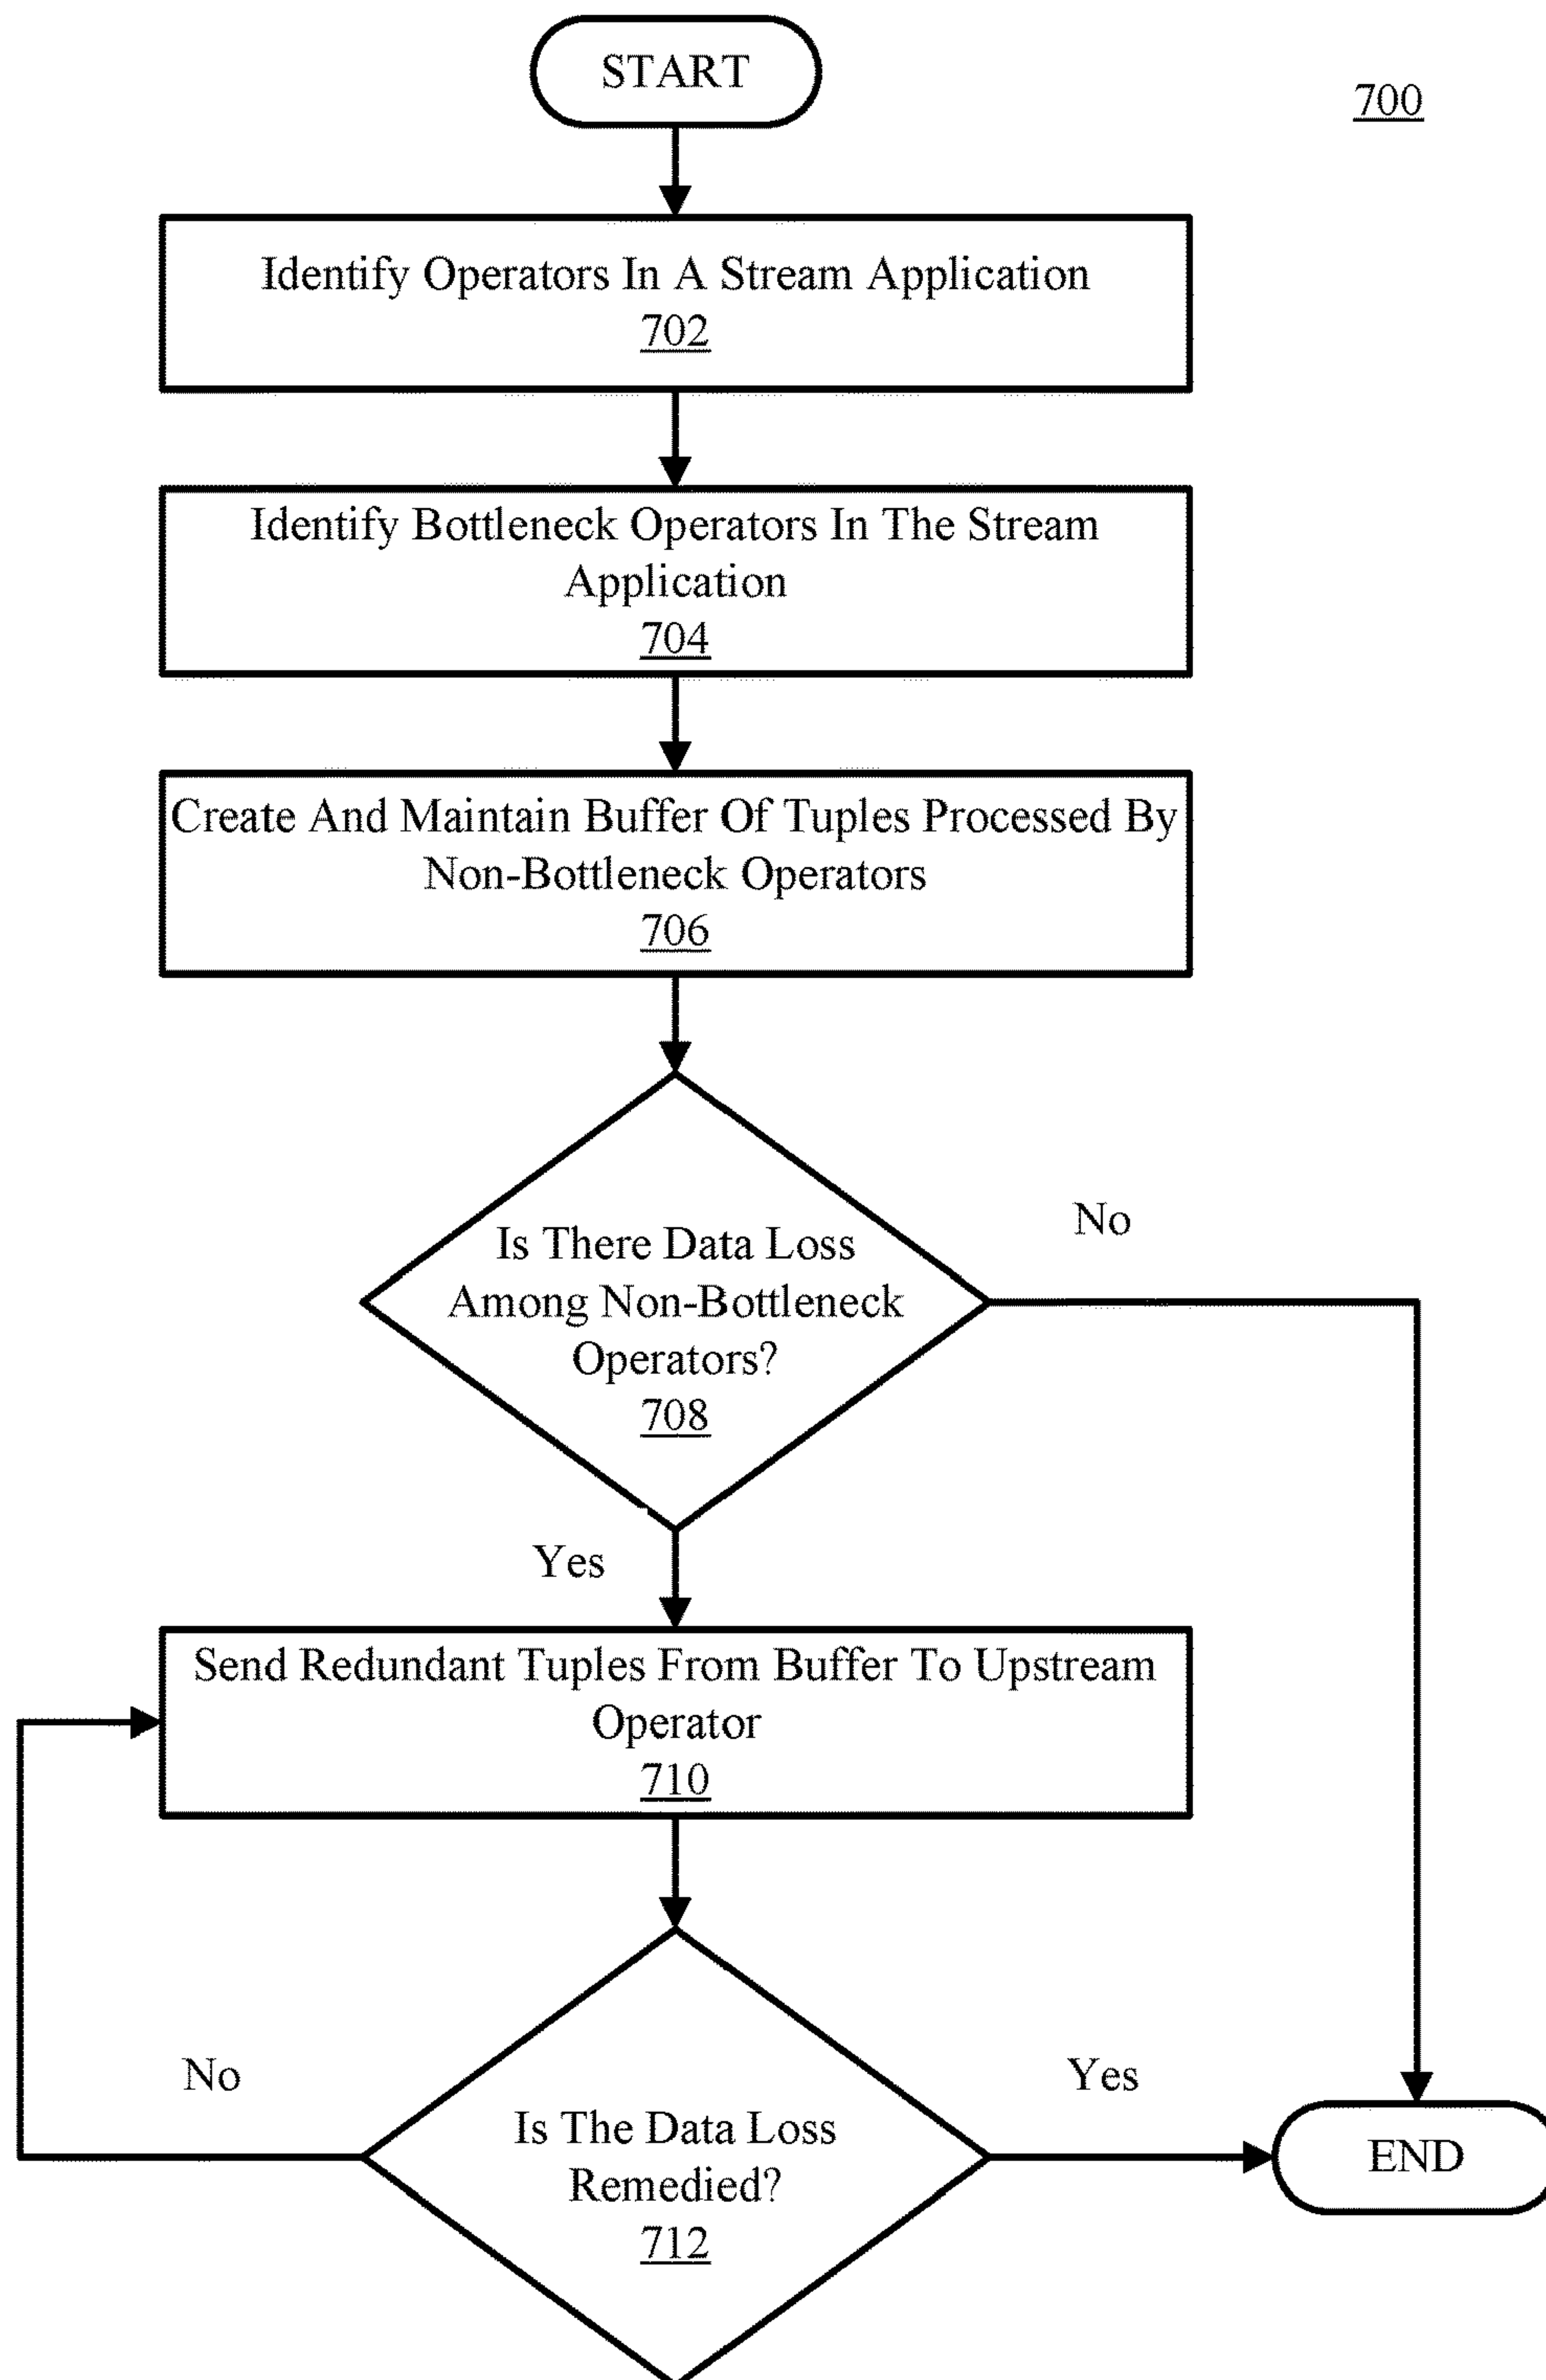 START
700
Identify Operators In A Stream Application
702
Identify Bottleneck Operators In The Stream
Application
704
Create And Maintain Buffer Of Tuples Processed By
Non-Bottleneck Operators
706
Is There Data Loss
Among Non-Bottleneck
Operators?
708
No
Yes
Send Redundant Tuples From Buffer To Upstream
Operator
710
No
Is The Data Loss
Remedied?
712
Yes
END